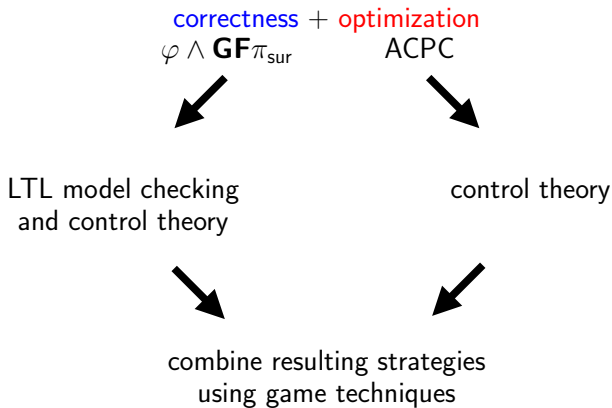 correctness + optimization
φ ∧ GFπsur ACPC
LTL model checking
and control theory
control theory
combine resulting strategies
using game techniques